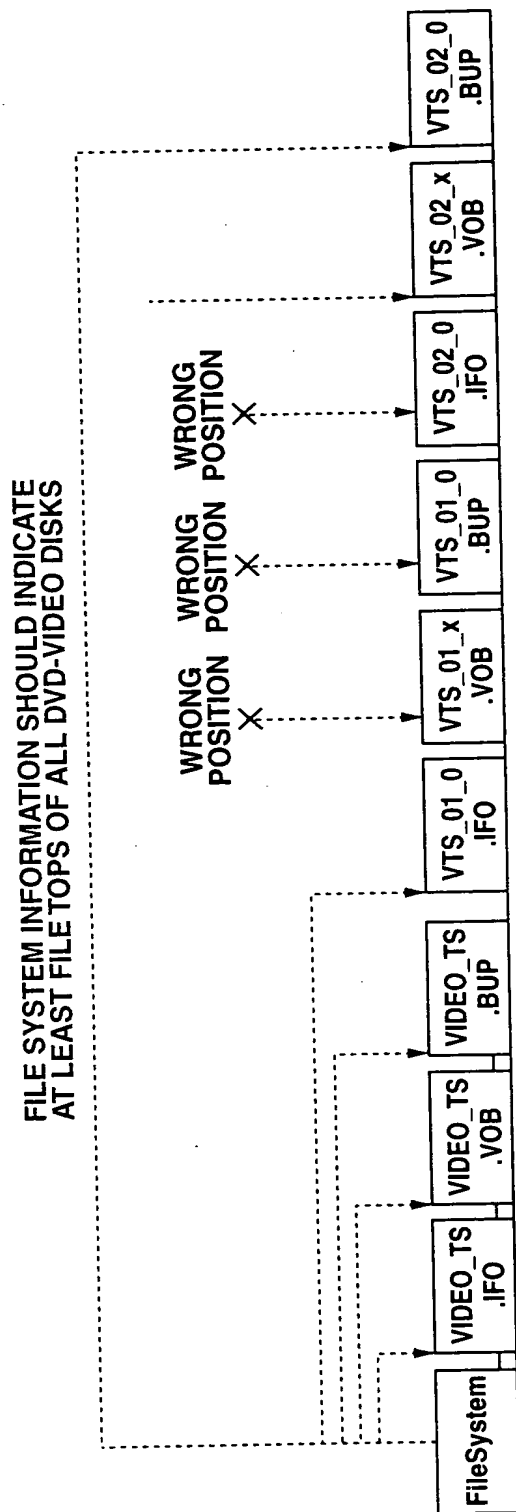 FILE SYSTEM INFORMATION SHOULD INDICATE
AT LEAST FILE TOPS OF ALL DVD-VIDEO DISKS
WRONG
POSITION
WRONG
POSITION
WRONG
POSITION
FileSystem
VIDEO_TS
.IFO
VIDEO_TS
.VOB
VIDEO_TS
.BUP
VTS_01_0
.IFO
VTS_01_x
.VOB
VTS_01_0
.BUP
VTS_02_0
.IFO
VTS_02_x
.VOB
VTS_02_0
.BUP